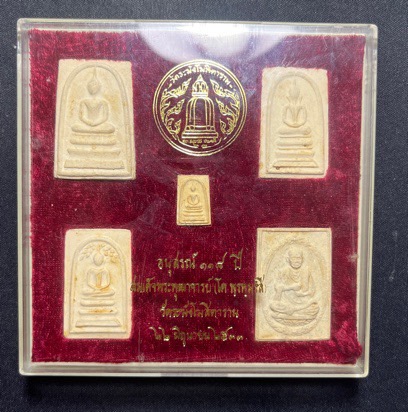 วัดระฆังโฆสิตาราม
อนุสรณ์ ๑๑๘ ปี
สมเด็จพระพุฒาจารย์ (โต พฺรหฺมรํสี)
วัดระฆังโฆสิตาราม
๒๒ มิถุนายน ๒๕๓๓